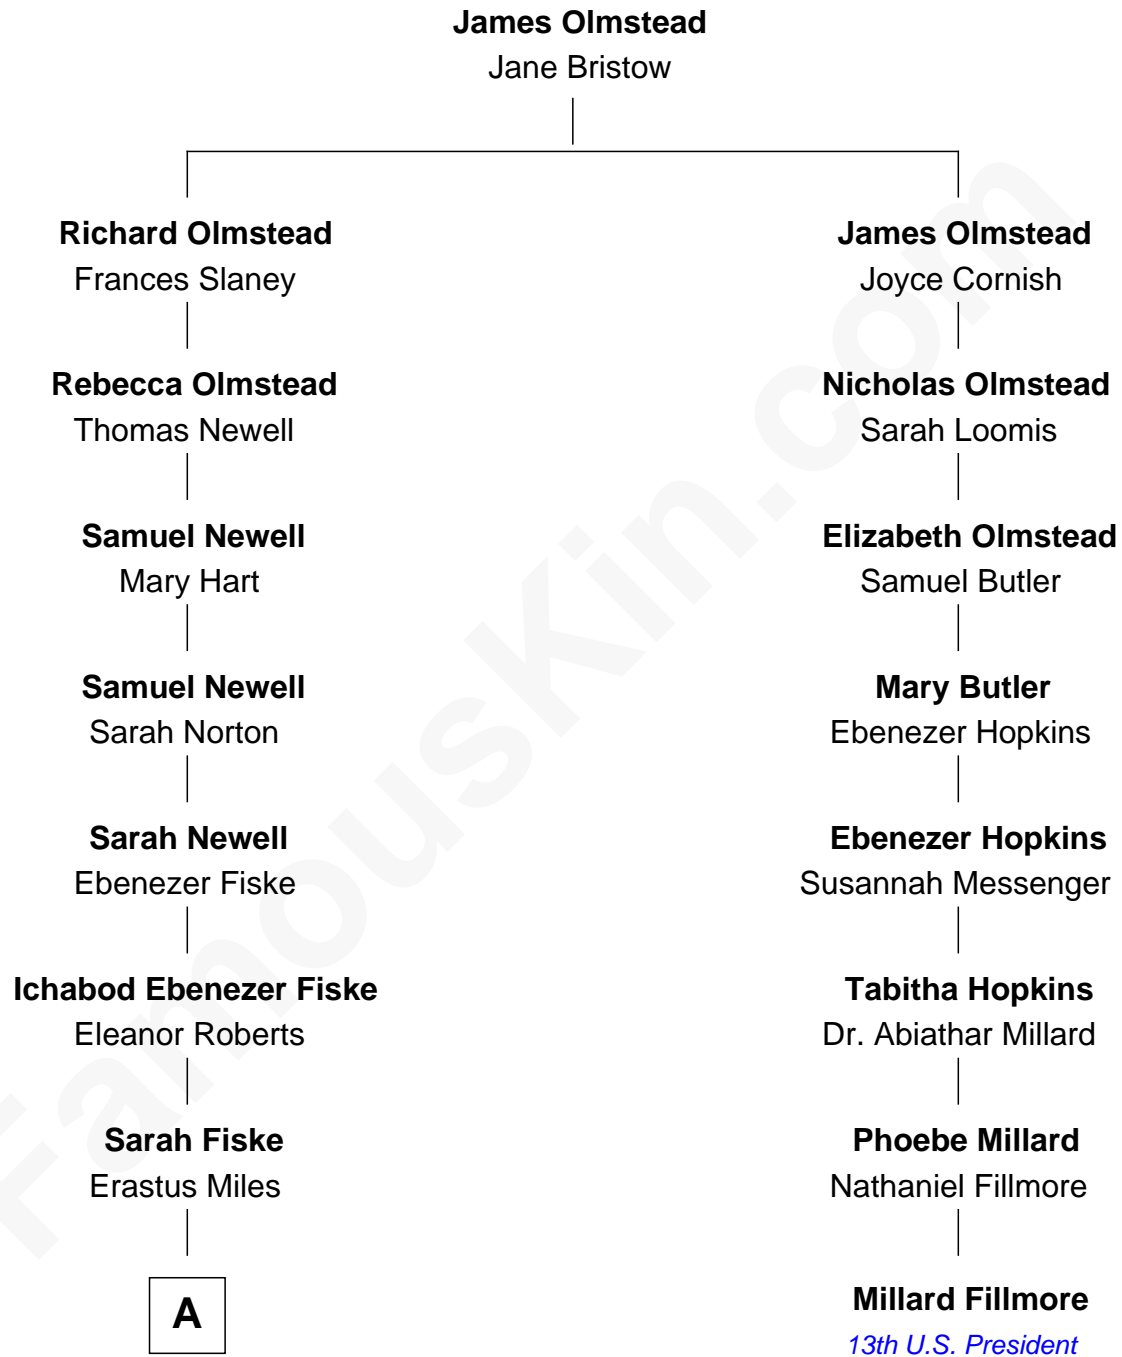 James Olmstead
Jane Bristow
Richard Olmstead
Frances Slaney
James Olmstead
Joyce Cornish
Rebecca Olmstead
Thomas Newell
Nicholas Olmstead
Sarah Loomis
Samuel Newell
Mary Hart
Elizabeth Olmstead
Samuel Butler
Samuel Newell
Sarah Norton
Mary Butler
Ebenezer Hopkins
Sarah Newell
Ebenezer Fiske
Ebenezer Hopkins
Susannah Messenger
Ichabod Ebenezer Fiske
Eleanor Roberts
Tabitha Hopkins
Dr. Abiathar Millard
Sarah Fiske
Erastus Miles
Phoebe Millard
Nathaniel Fillmore
A
Millard Fillmore
13th U.S. President
FamousKin.com